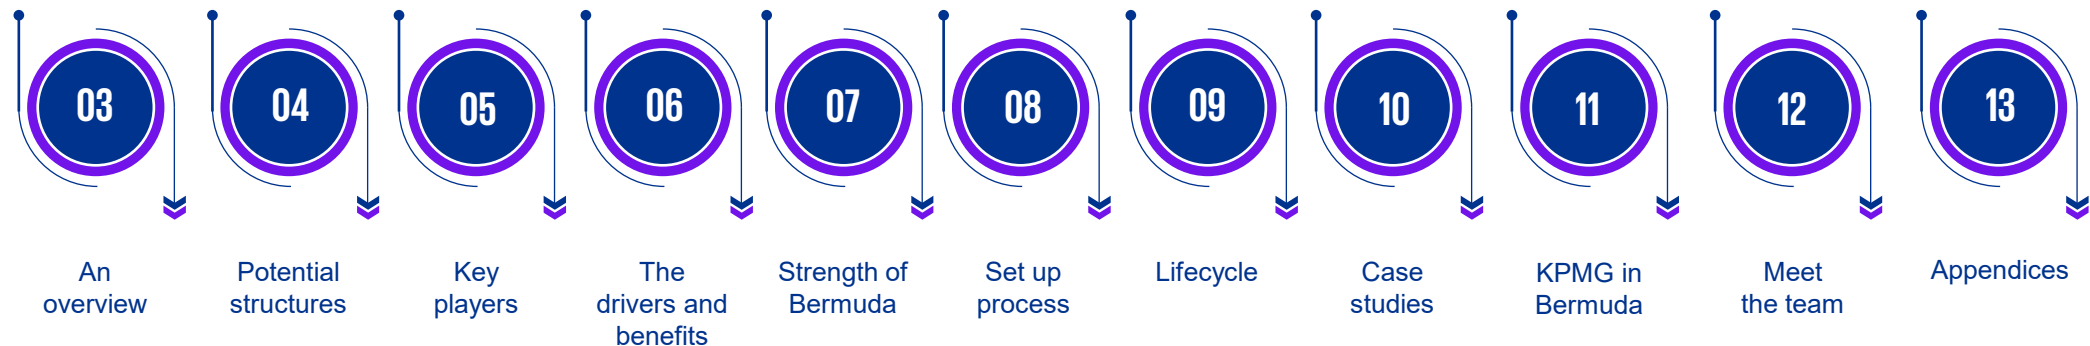 03
04
05
06
07
08
09
10
11
12
13
An
overview
Potential
structures
Key
players
The
drivers and
benefits
Strength of
Bermuda
Set up
process
Lifecycle
Case
studies
KPMG in
Bermuda
Meet
the team
Appendices